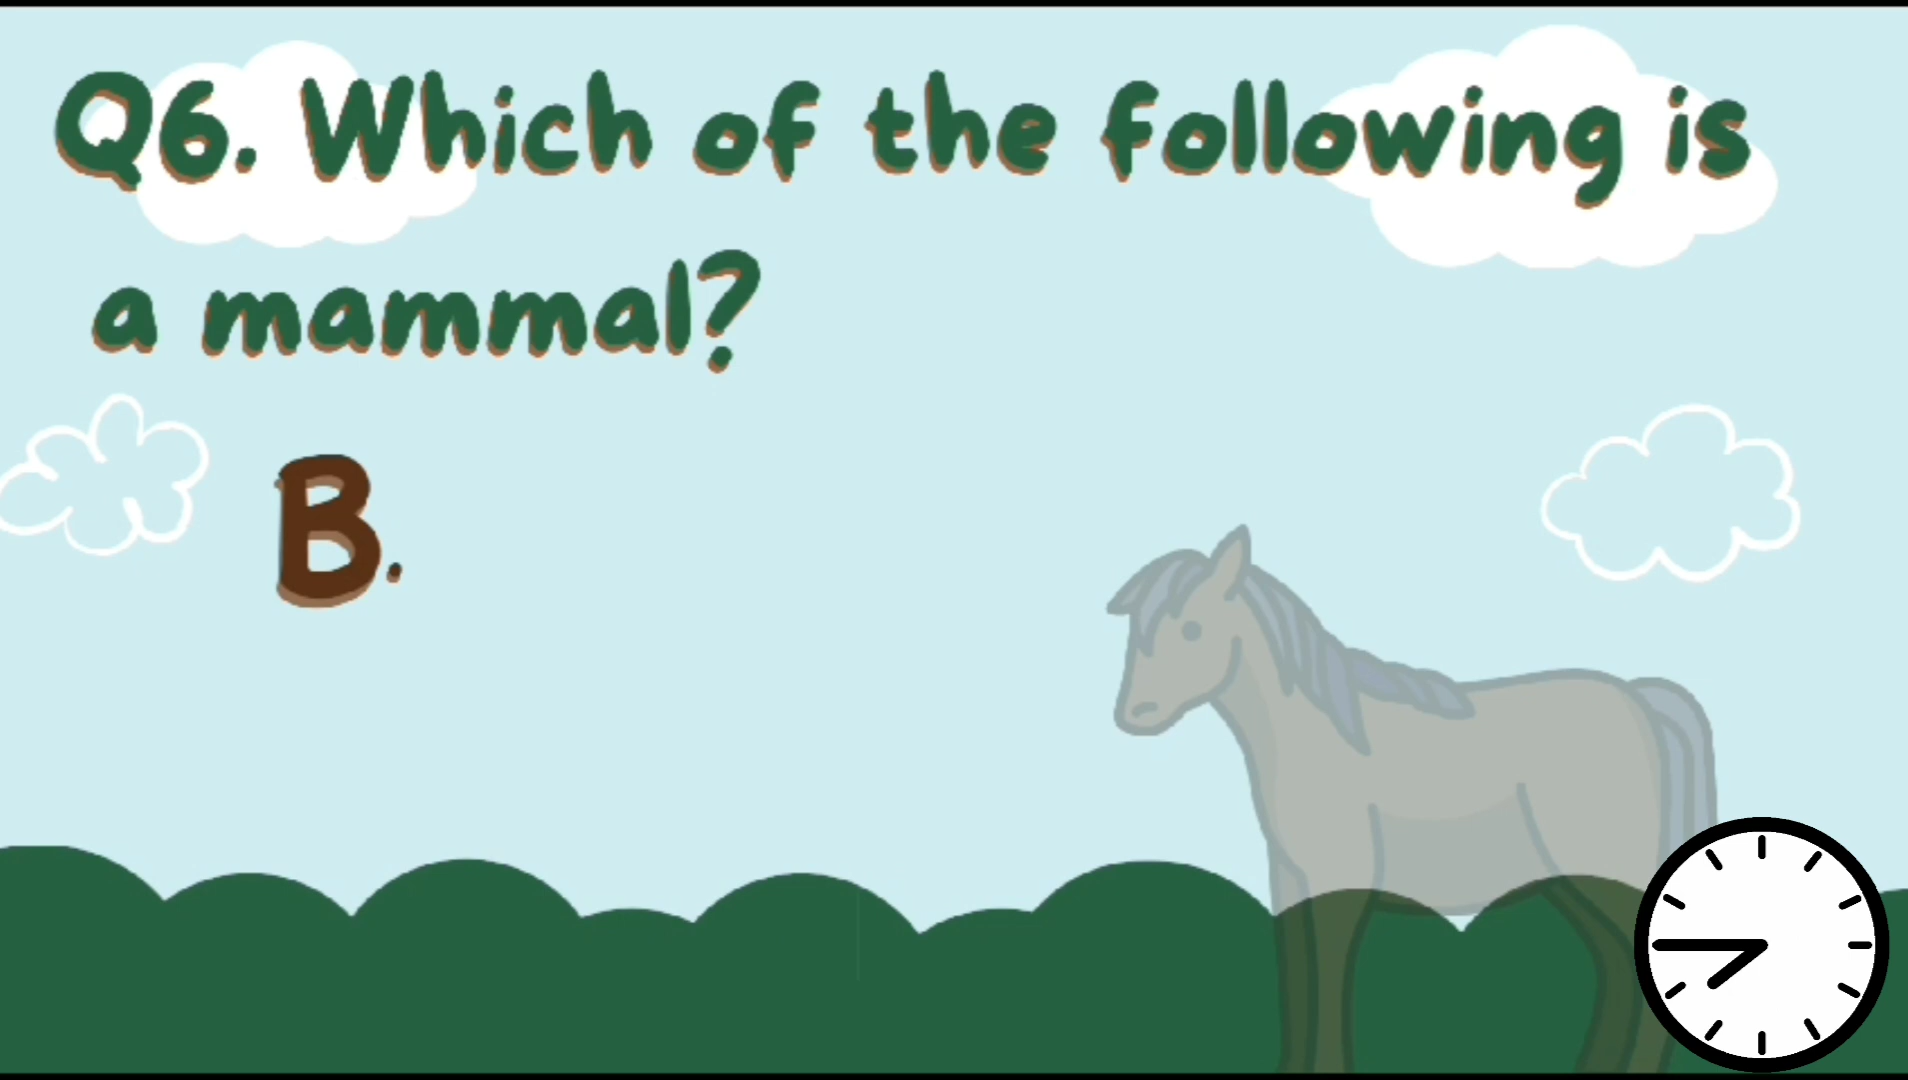 Q6. Which of the following is
a mammal?
B.